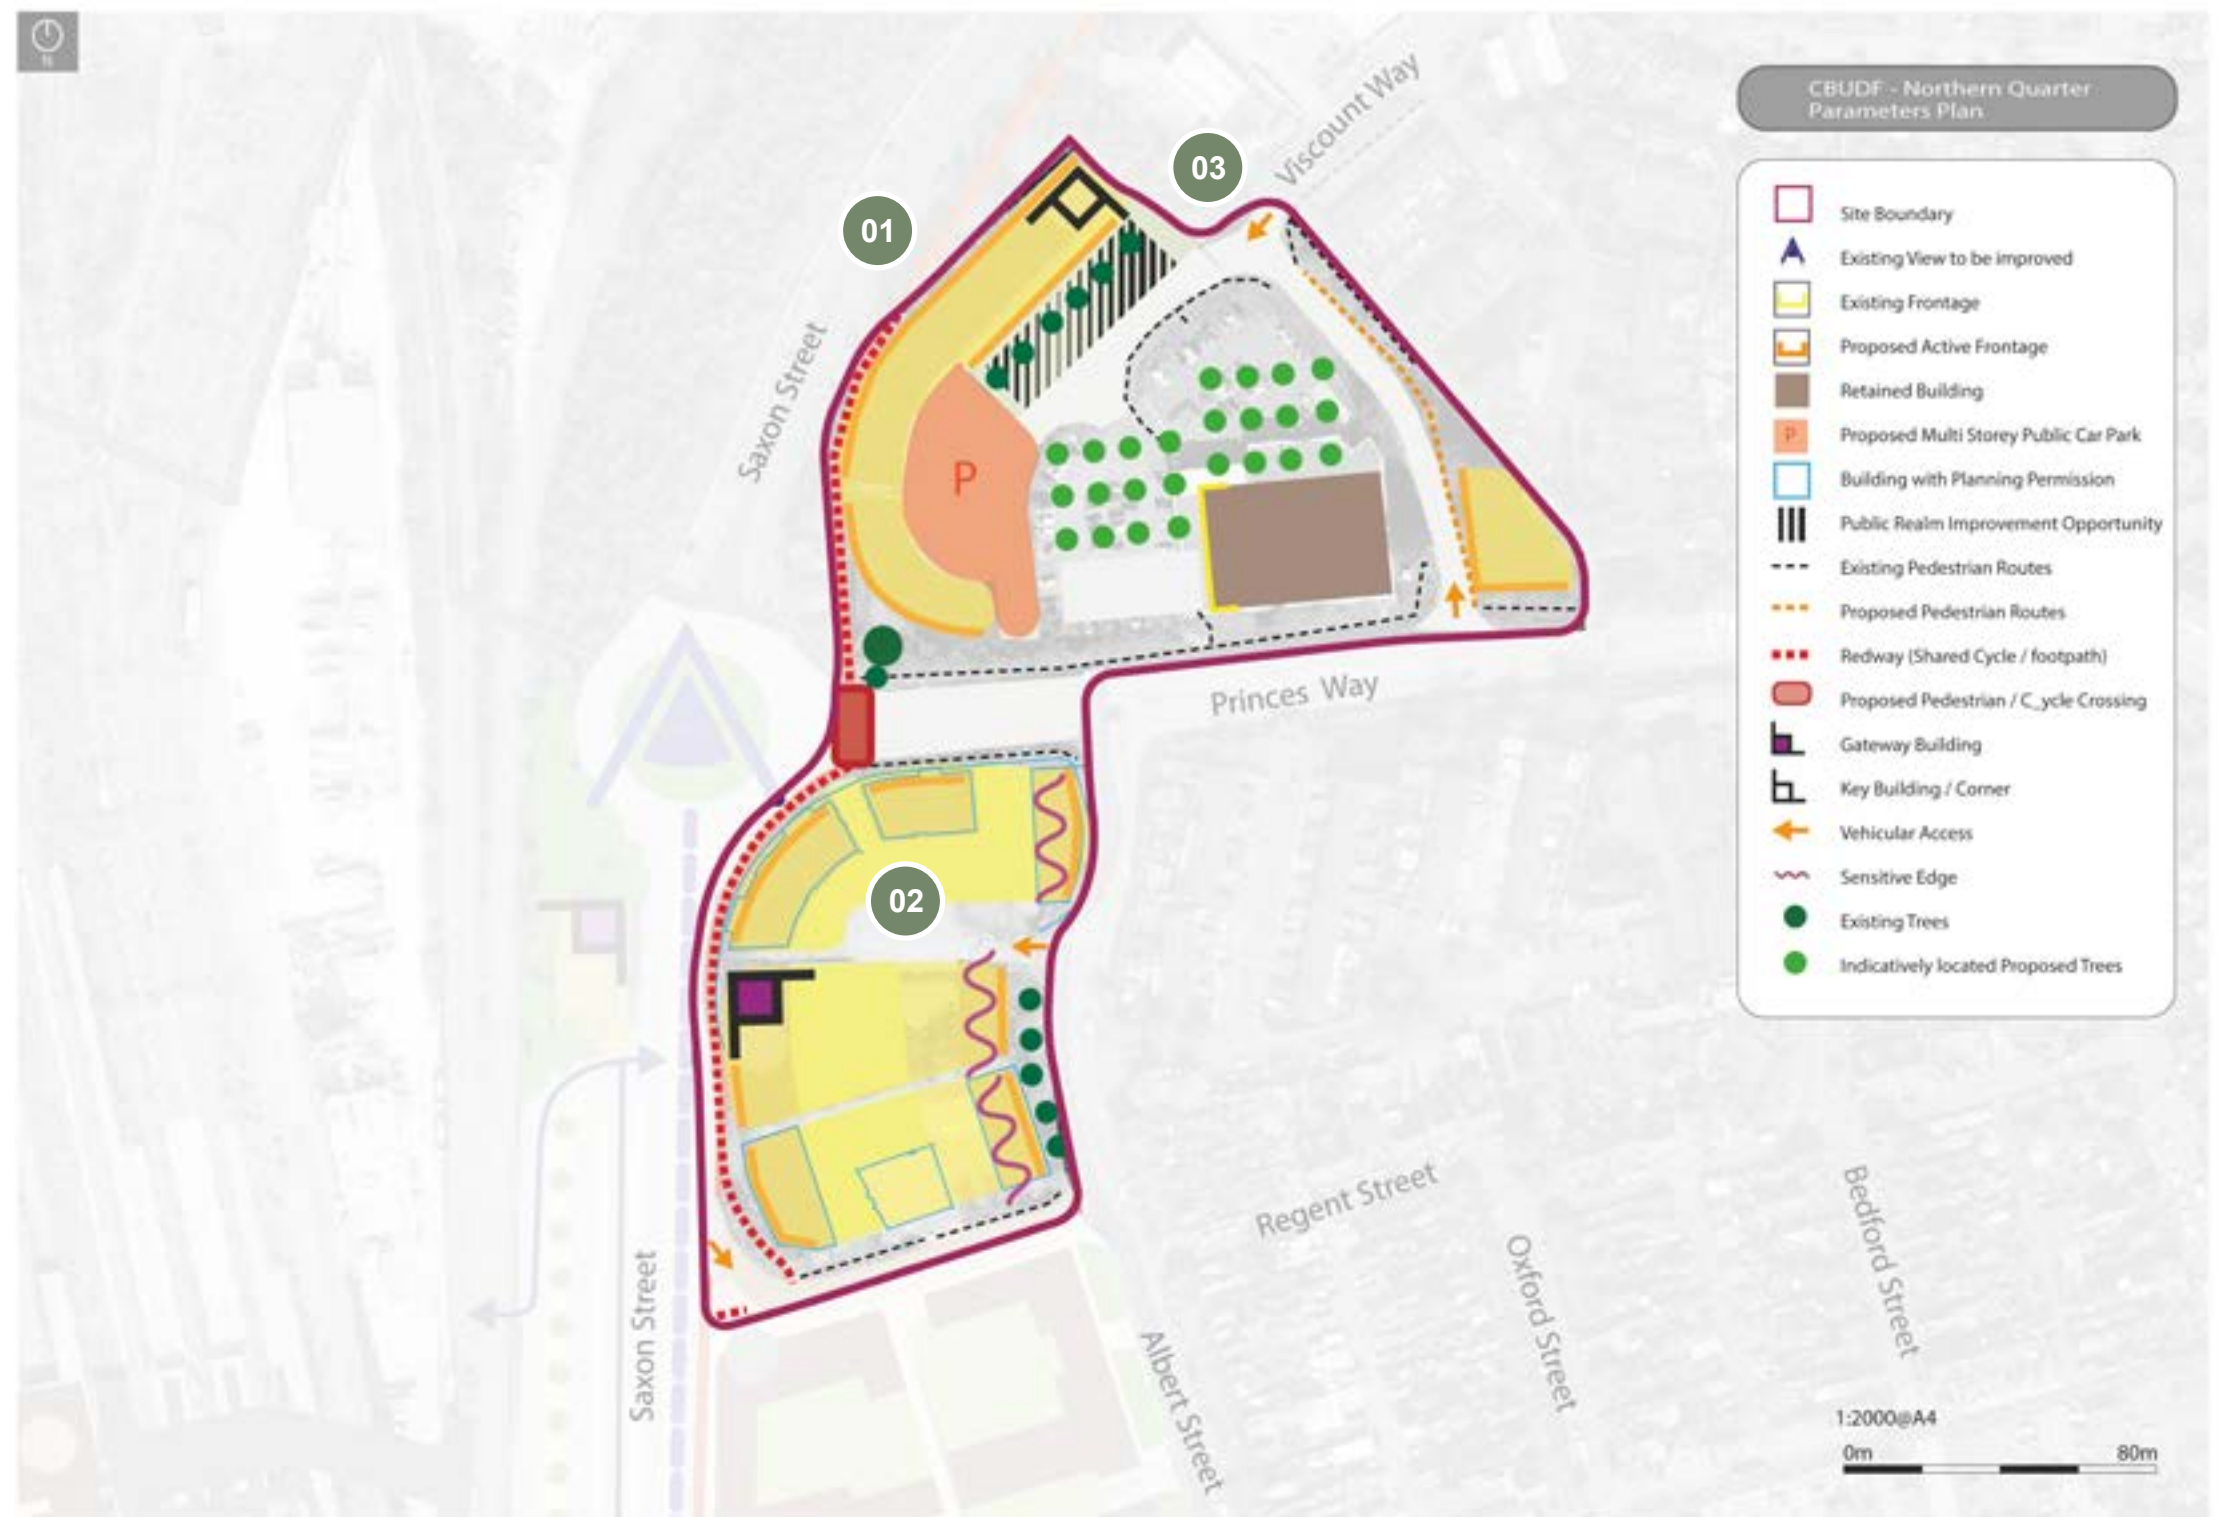 N
CBUDF - Northern Quarter
Parameters Plan
Viscount Way
03
01
Saxon Street
P
Princes Way
02
Regent Street
Saxon Street
Albert Street
Oxford Street
Bedford Street
Site Boundary
Existing View to be improved
Existing Frontage
Proposed Active Frontage
Retained Building
P
Proposed Multi Storey Public Car Park
Building with Planning Permission
Public Realm Improvement Opportunity
Existing Pedestrian Routes
Proposed Pedestrian Routes
Redway (Shared Cycle / footpath)
Proposed Pedestrian / C_ycle Crossing
Gateway Building
Key Building / Corner
Vehicular Access
Sensitive Edge
Existing Trees
Indicatively located Proposed Trees
1:2000@A4
0m 80m